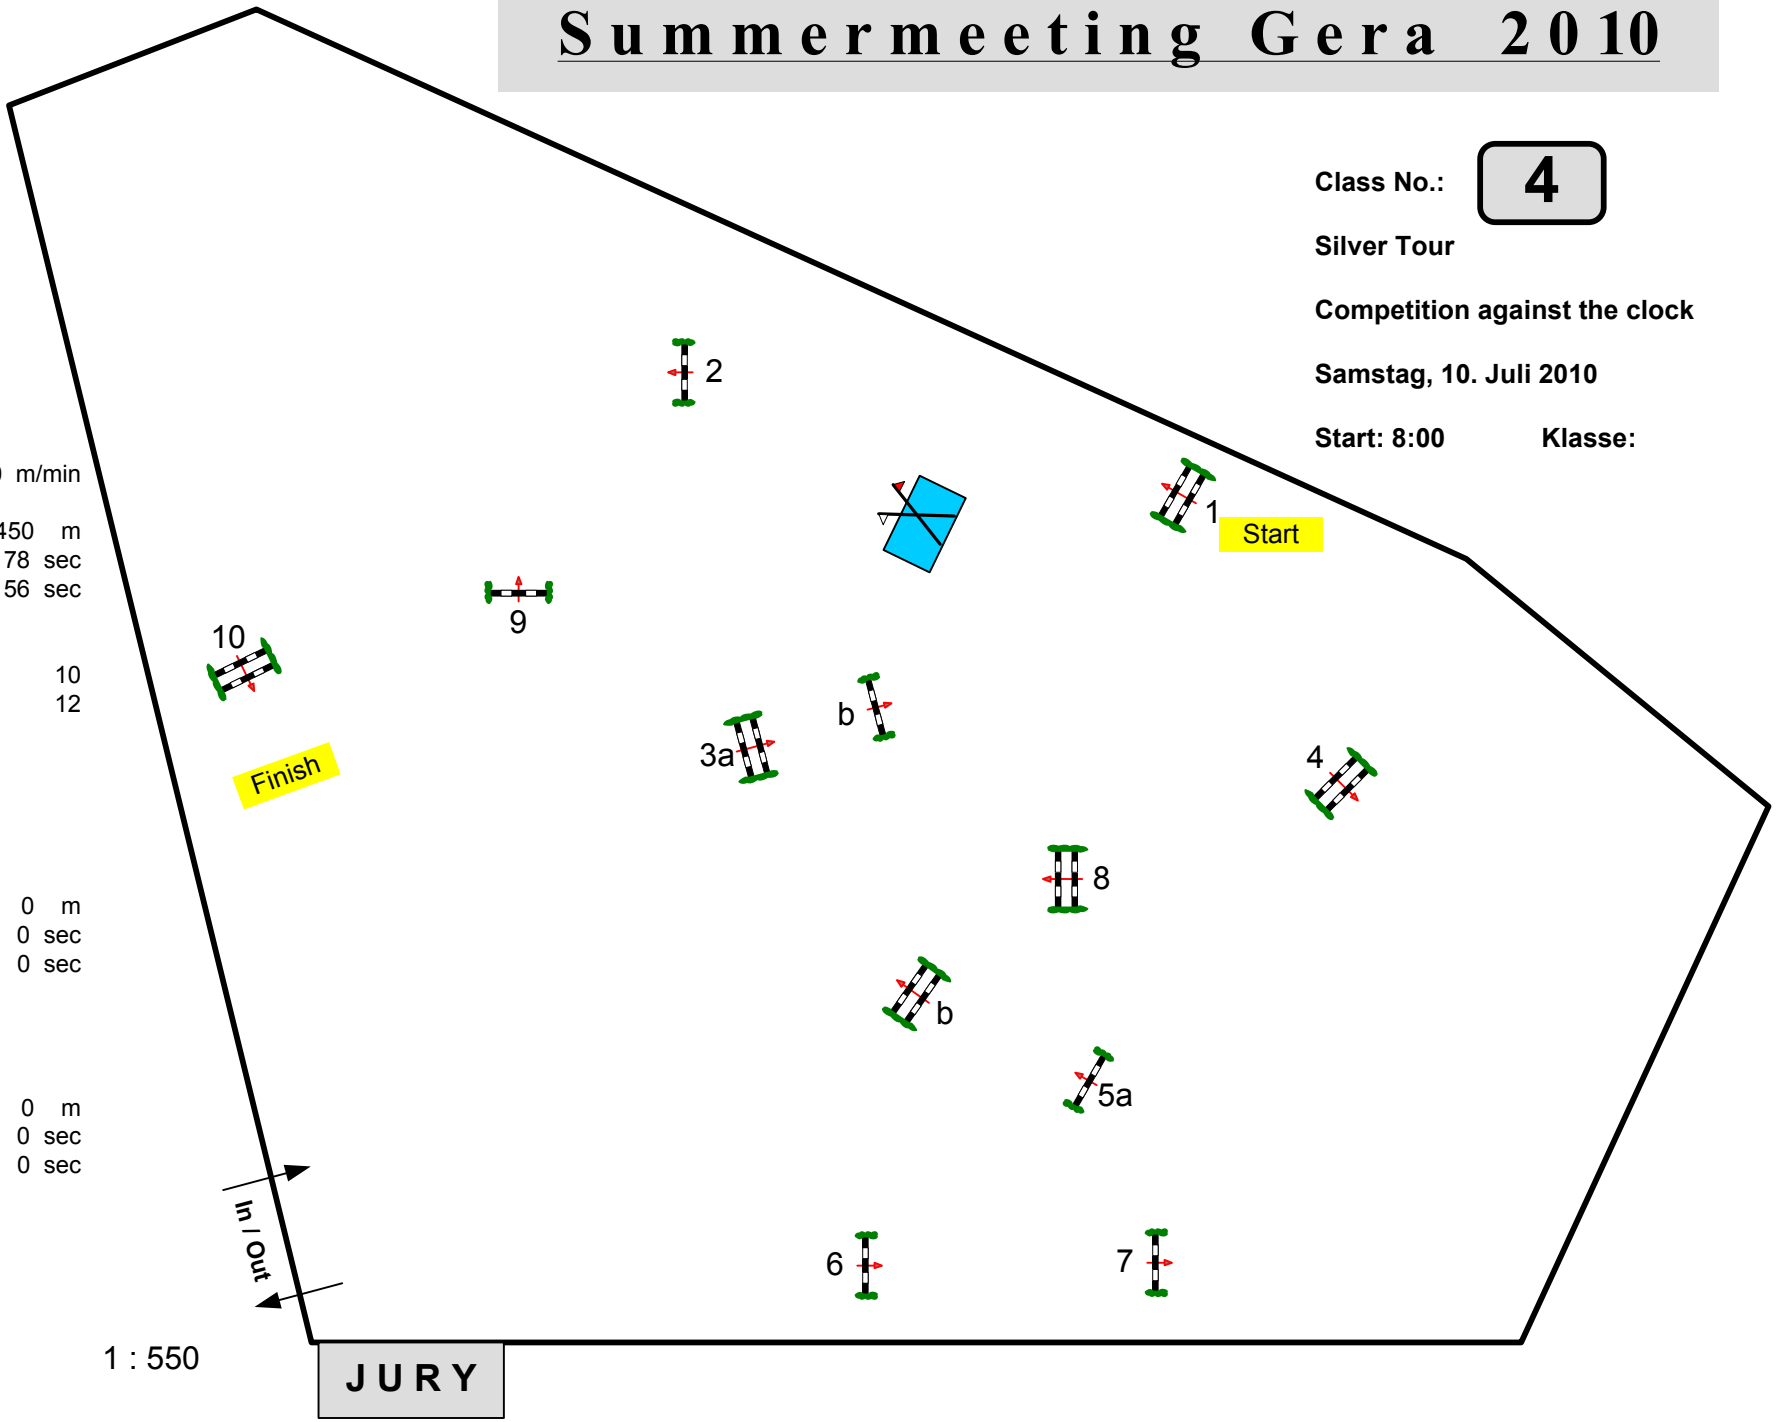 Summermeeting Gera 2010
Class No.: 4
Silver Tour
Competition against the clock
Samstag, 10. Juli 2010
Start: 8:00 Klasse:
2
m/min
1
Start
450 m
78 sec
56 sec
9
10
10
12
b
3a
4
Finish
8
0 m
0 sec
0 sec
b
5a
0 m
0 sec
0 sec
In / Out
6
7
1 : 550
JURY